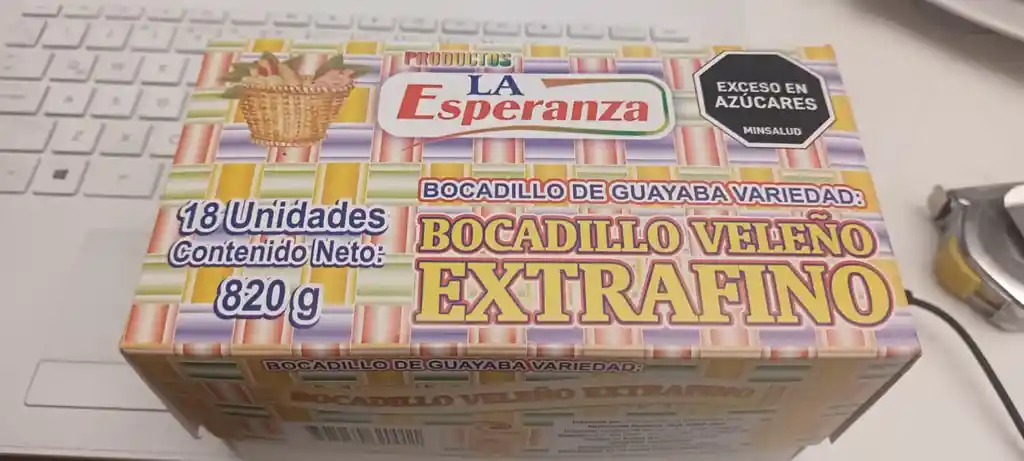 PRODUCTOS
LA
Esperanza
EXCESO EN
AZÚCARES
MINSALUD
BOCADILLO DE GUAYABA VARIEDAD:
BOCADILLO VELEÑO
EXTRAFINO
18 Unidades
Contenido Neto:
820 g
BOCADILLO DE GUAYABA VARIEDAD:
BOCADILLO VELEÑO EXTRAFINO